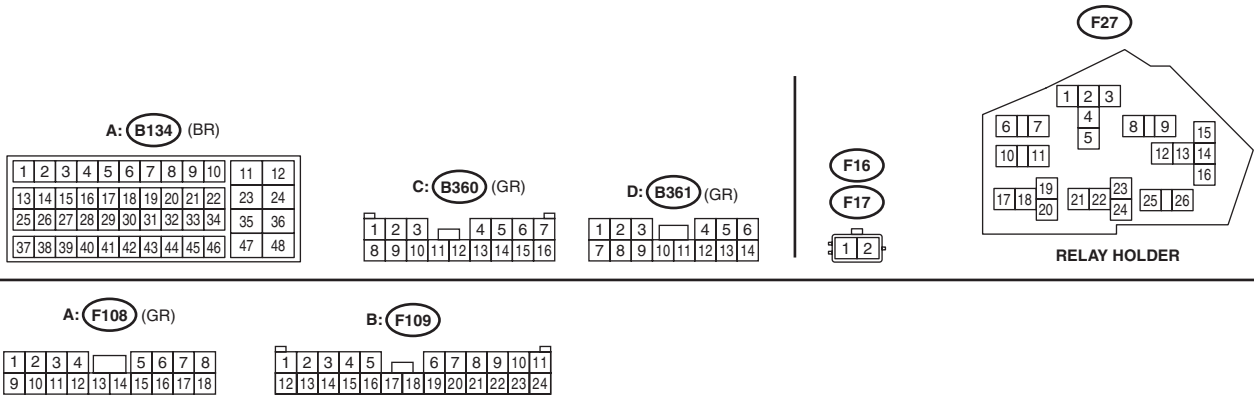 F27
1 2 3
4
5
6 7
8 9
15
10 11
12 13 14
16
17 18 19
20
21 22 23
24
25 26
RELAY HOLDER
A: B134 (BR)
1 2 3 4 5 6 7 8 9 10 11 12
13 14 15 16 17 18 19 20 21 22 23 24
25 26 27 28 29 30 31 32 33 34 35 36
37 38 39 40 41 42 43 44 45 46 47 48
C: B360 (GR)
1 2 3 4 5 6 7
8 9 10 11 12 13 14 15 16
D: B361 (GR)
1 2 3 4 5 6
7 8 9 10 11 12 13 14
F16
F17
1 2
A: F108 (GR)
1 2 3 4 5 6 7 8
9 10 11 12 13 14 15 16 17 18
B: F109
1 2 3 4 5 6 7 8 9 10 11
12 13 14 15 16 17 18 19 20 21 22 23 24